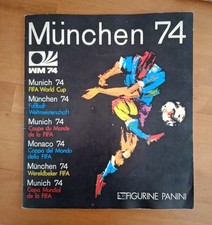 München 74
WM 74
Munich 74
FIFA World Cup
München 74
Fußball
Weltmeisterschaft
Munich 74
Coupe du Monde
de la FIFA
Monaco 74
Coppa del Mondo
della FIFA
München 74
Wereldbeker FIFA
Munich 74
Copa Mundial
de la FIFA
FIGURINE PANINI